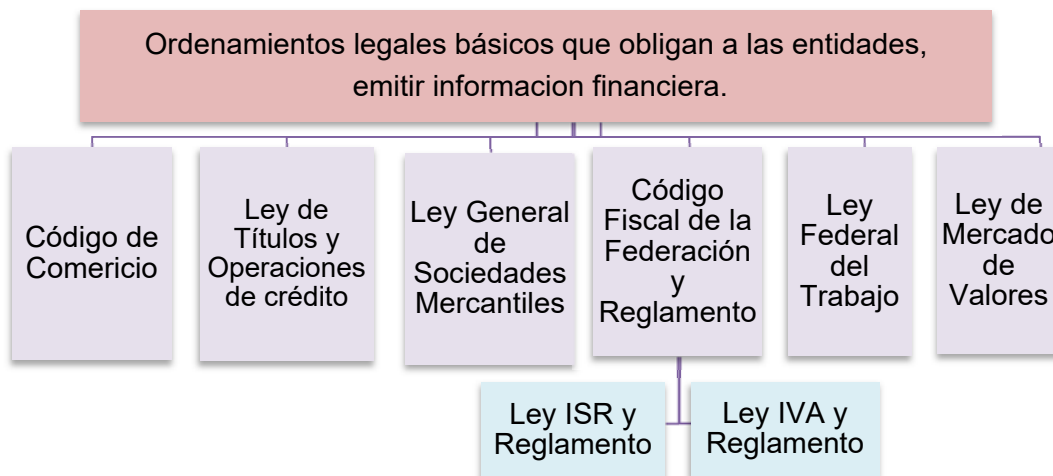 Ordenamientos legales básicos que obligan a las entidades,
emitir informacion financiera.
Código de
Comericio
Ley de
Títulos y
Operaciones
de crédito
Ley General
de
Sociedades
Mercantiles
Código
Fiscal de la
Federación
y
Reglamento
Ley
Federal
del
Trabajo
Ley de
Mercado
de
Valores
Ley ISR y
Reglamento
Ley IVA y
Reglamento